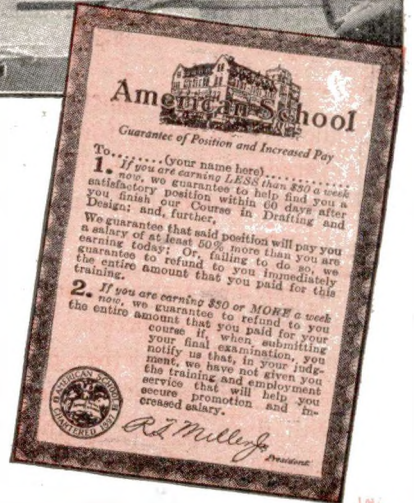 American School
Guarantee of Position and Increased Pay
To.........(your name here)............
1. If you are earning LESS than $50 a week
now, we guarantee to help find you a
satisfactory position within 60 days after
you finish our Course in Drafting and
Design; and, further,
We guarantee that said position will pay you
a salary of at least 50% more than you are
earning today! Or, failing to do so, we
guarantee to refund to you immediately
the entire amount that you paid for this
training.
2. If you are earning $50 or MORE a week
now, we guarantee to refund to you
the entire amount that you paid for your
course if, when submitting
your final examination, you
notify us that, in your judg-
ment, we have not given you
the training and employment
service that will help you
secure promotion and in-
creased salary.
AMERICAN SCHOOL
CHARTERED 1897
R T Miller Jr
President